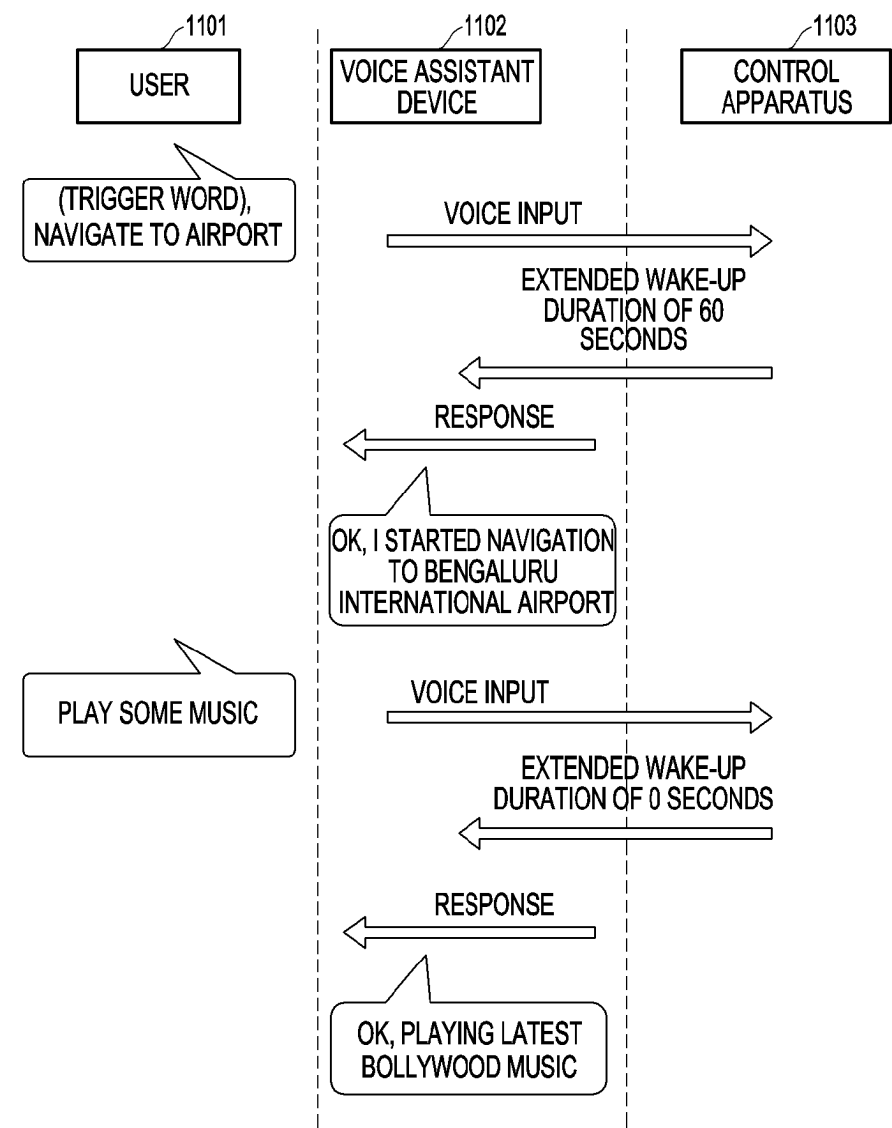 1101
1102
1103
USER
VOICE ASSISTANT
DEVICE
CONTROL
APPARATUS
(TRIGGER WORD),
NAVIGATE TO AIRPORT
VOICE INPUT
EXTENDED WAKE-UP
DURATION OF 60
SECONDS
RESPONSE
OK, I STARTED NAVIGATION
TO BENGALURU
INTERNATIONAL AIRPORT
PLAY SOME MUSIC
VOICE INPUT
EXTENDED WAKE-UP
DURATION OF 0 SECONDS
RESPONSE
OK, PLAYING LATEST
BOLLYWOOD MUSIC